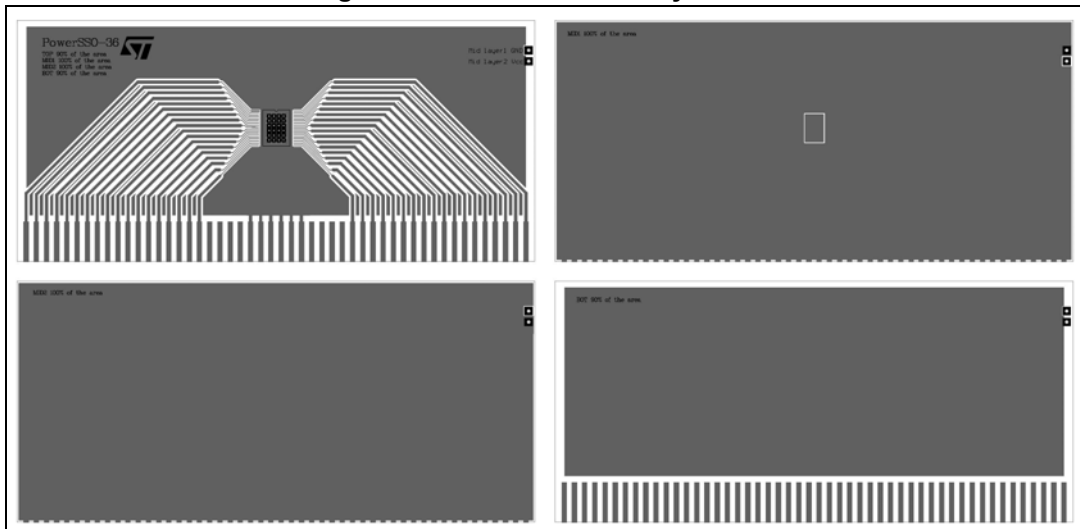 PowerSSO-36
TOP 90% of the area
MID1 100% of the area
MID2 100% of the area
BOT 90% of the area
Mid Layer1 GND
Mid Layer2 Vcc
MID1 100% of the area
MID2 100% of the area
BOT 90% of the area